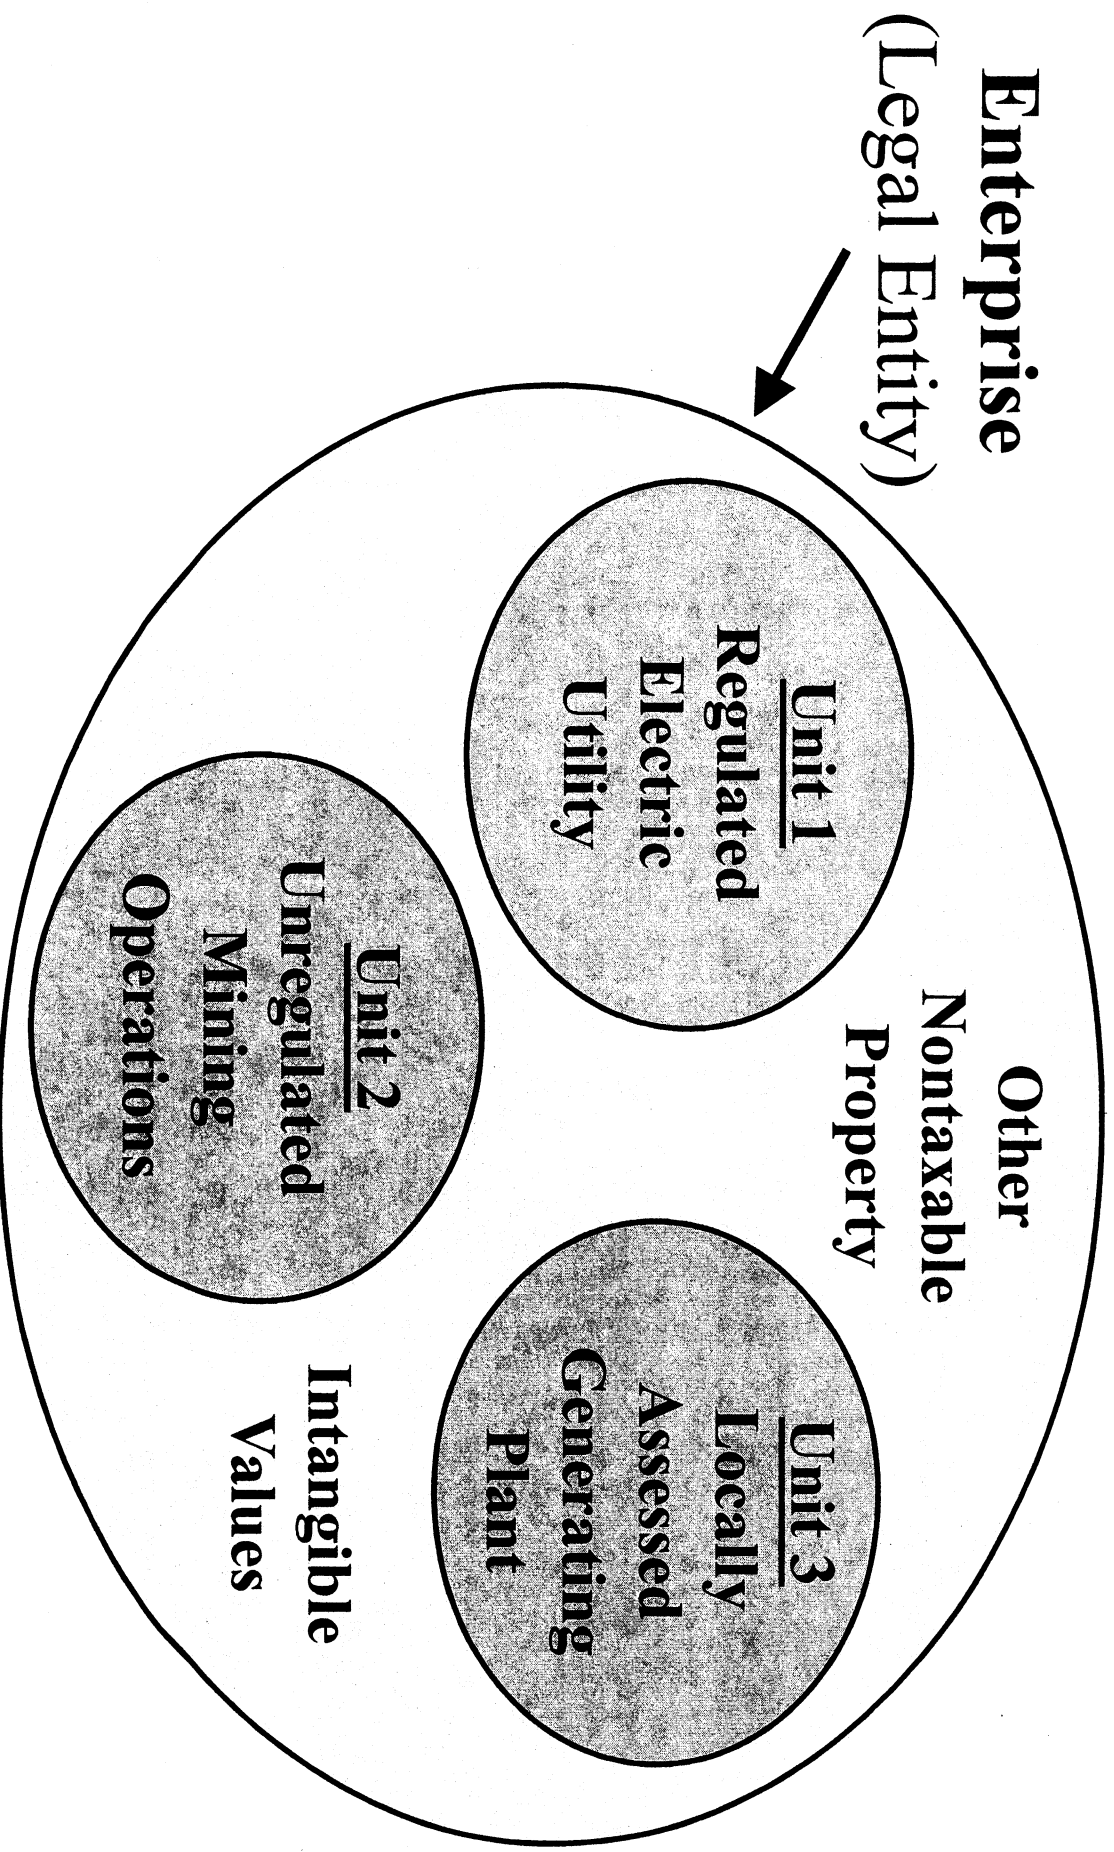 Enterprise
(Legal Entity)
Other
Nontaxable
Property
Unit 1
Regulated
Electric
Utility
Unit 2
Unregulated
Mining
Operations
Unit 3
Locally
Assessed
Generating
Plant
Intangible
Values